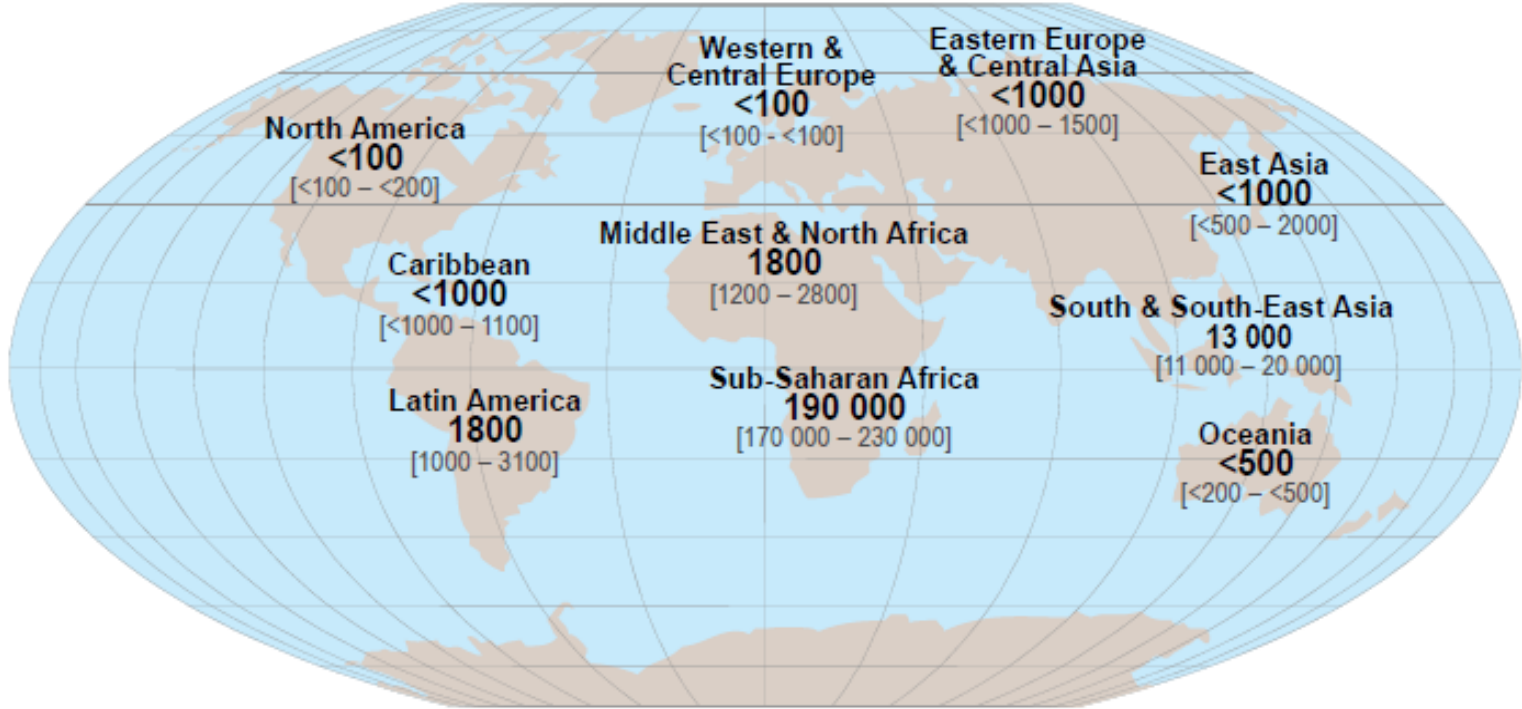 Western &
Central Europe
<100
[<100 - <100]
Eastern Europe
& Central Asia
<1000
[<1000 – 1500]
North America
<100
[<100 – <200]
East Asia
<1000
[<500 – 2000]
Middle East & North Africa
1800
[1200 – 2800]
Caribbean
<1000
[<1000 – 1100]
South & South-East Asia
13 000
[11 000 – 20 000]
Sub-Saharan Africa
190 000
[170 000 – 230 000]
Latin America
1800
[1000 – 3100]
Oceania
<500
[<200 – <500]